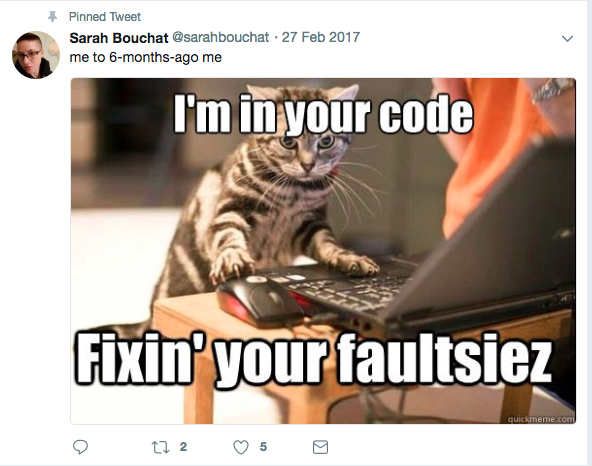 Pinned Tweet
Sarah Bouchat @sarahbouchat · 27 Feb 2017
me to 6-months-ago me
I'm in your code
Fixin' your faultsiez
quickmeme.com
2
5